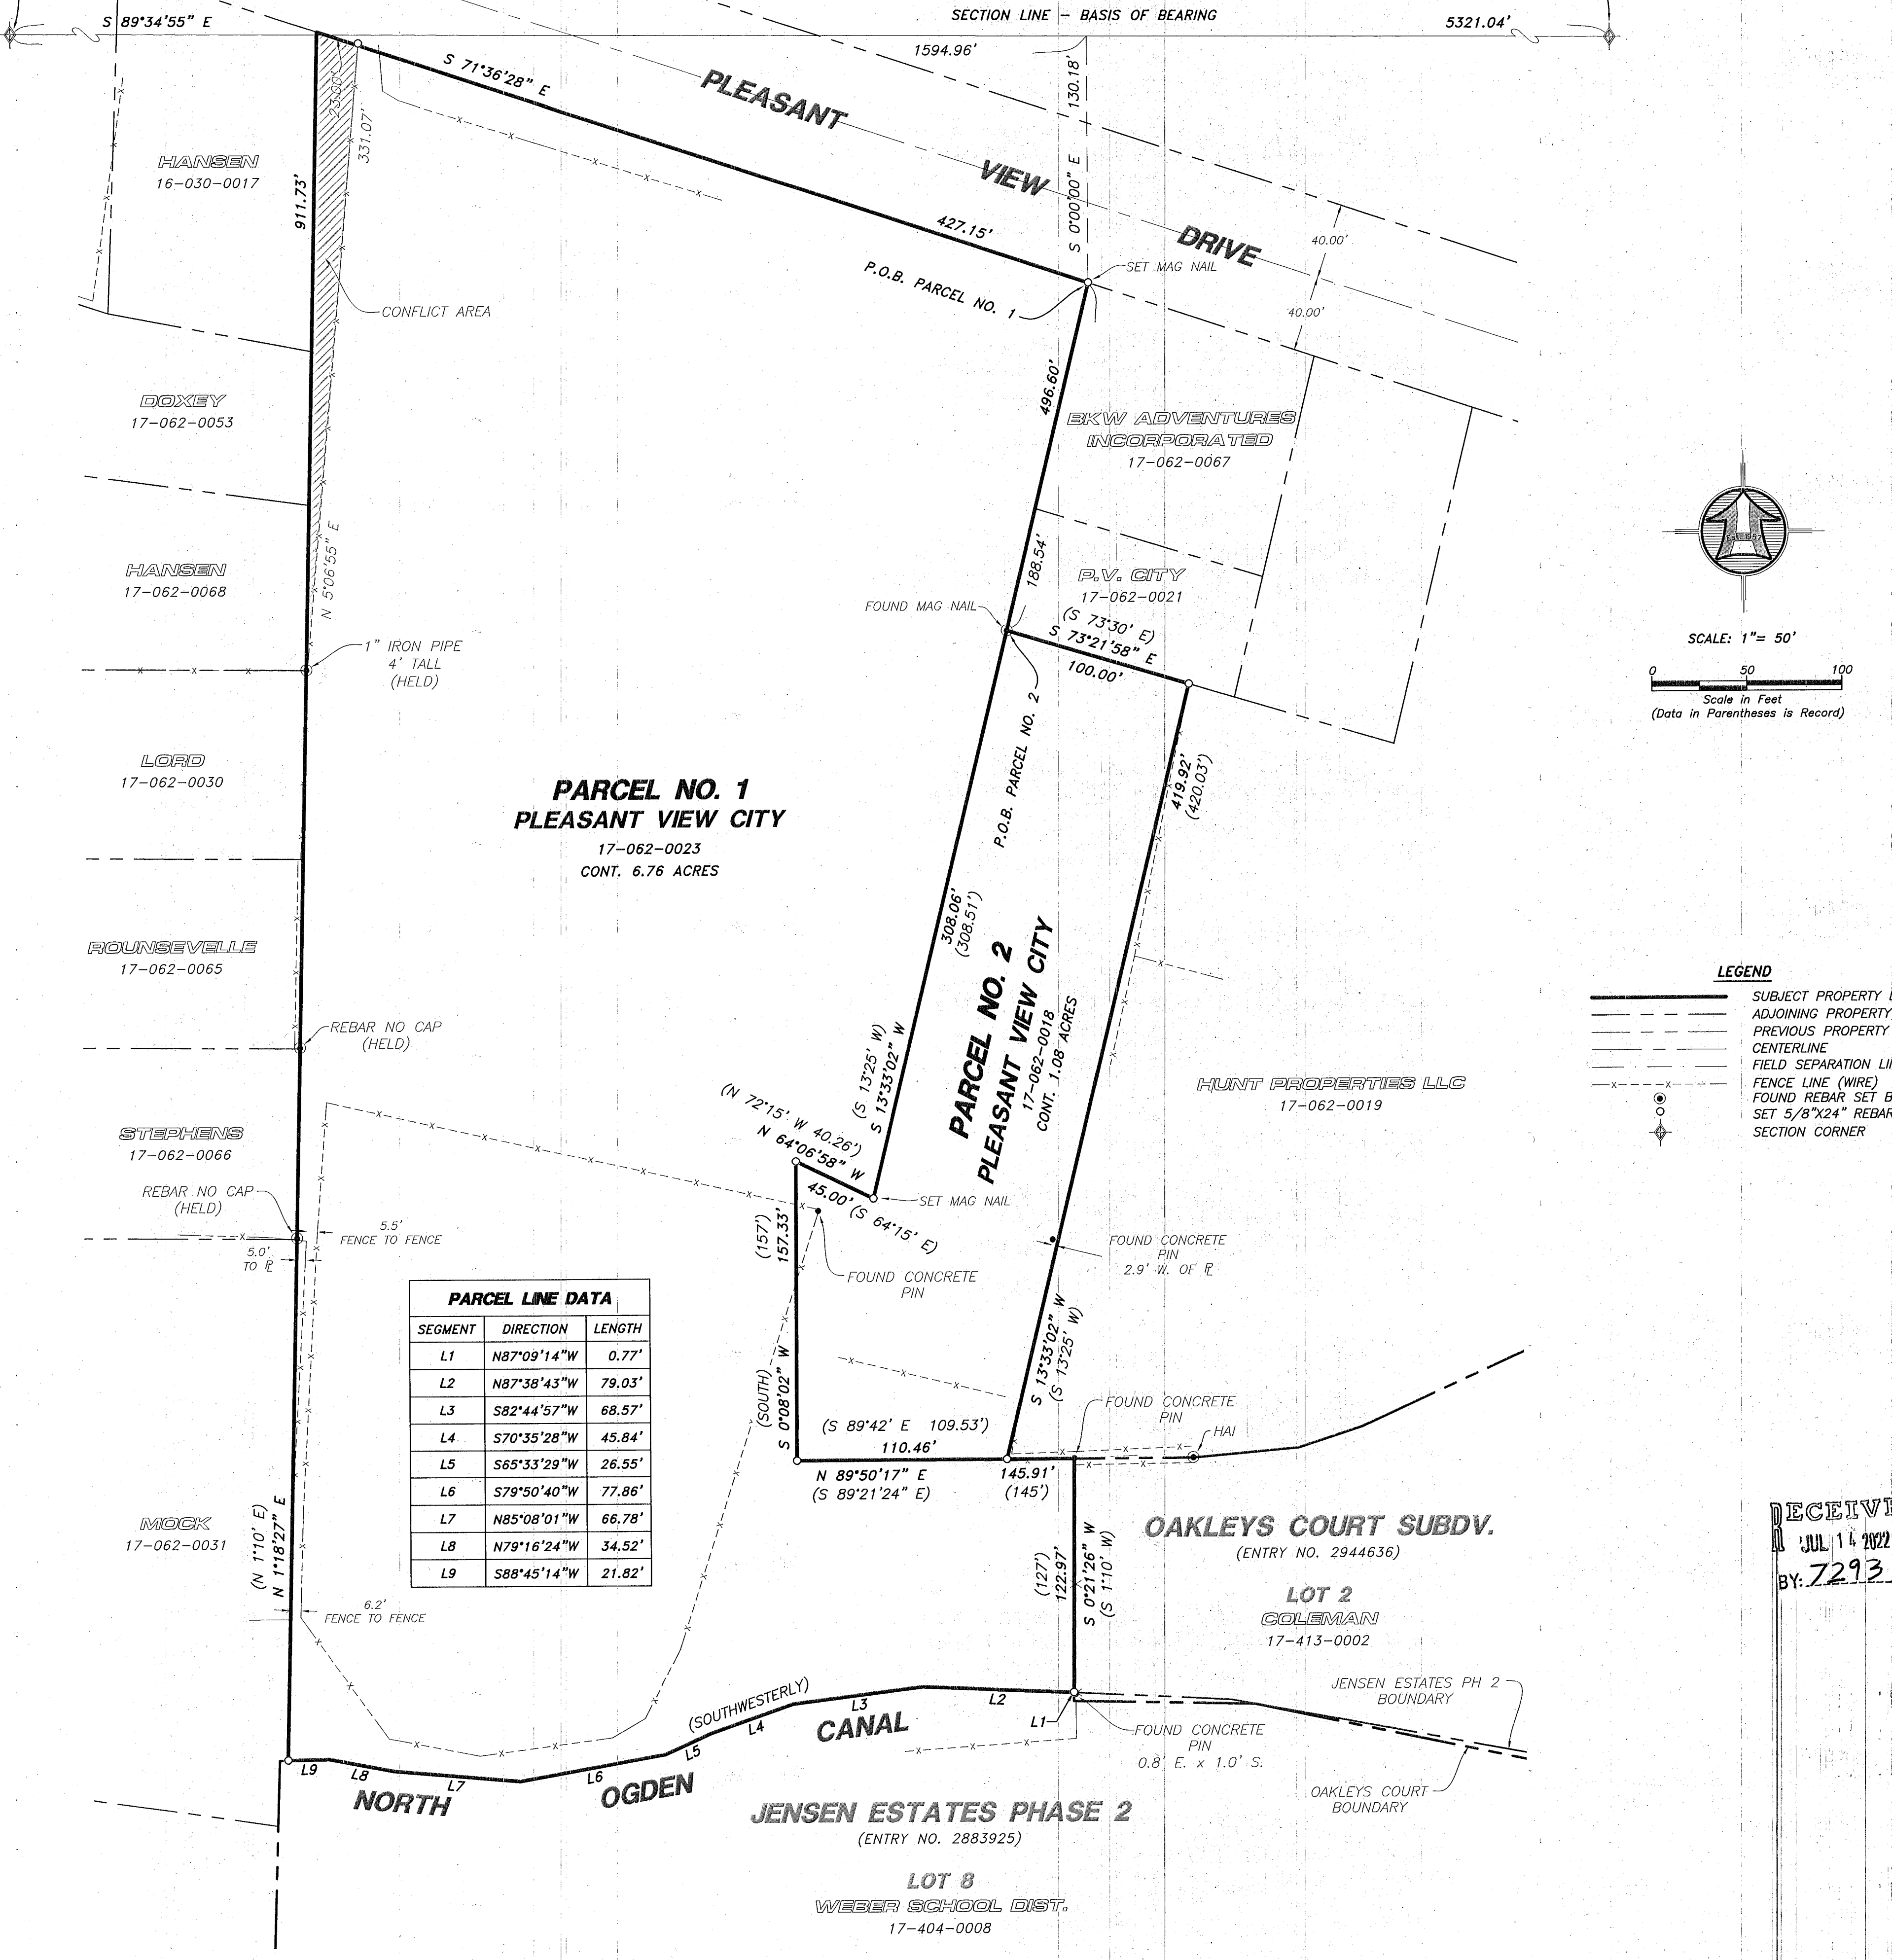 S 89°34'55" E
SECTION LINE - BASIS OF BEARING
5321.04'
1594.96'
130.18'
S 0°00'00" E
23.00'
331.07'
S 71°36'28" E
427.15'
PLEASANT
VIEW
DRIVE
40.00'
40.00'
SET MAG NAIL
P.O.B. PARCEL NO. 1
HANSEN
16-030-0017
911.73'
CONFLICT AREA
DOXEY
17-062-0053
HANSEN
17-062-0068
N 5°06'55" E
1" IRON PIPE
4' TALL
(HELD)
LORD
17-062-0030
ROUNSEVELLE
17-062-0065
REBAR NO CAP
(HELD)
STEPHENS
17-062-0066
REBAR NO CAP
(HELD)
5.5'
FENCE TO FENCE
5.0'
TO ℄
MOCK
17-062-0031
(N 1°10' E)
N 1°18'27" E
6.2'
FENCE TO FENCE
496.60'
188.54'
BKW ADVENTURES
INCORPORATED
17-062-0067
P.V. CITY
17-062-0021
FOUND MAG NAIL
(S 73°30' E)
S 73°21'58" E
100.00'
P.O.B. PARCEL NO. 2
419.92'
(420.03')
PARCEL NO. 1
PLEASANT VIEW CITY
17-062-0023
CONT. 6.76 ACRES
308.06'
(308.51')
(S 13°25' W)
S 13°33'02" W
PARCEL NO. 2
PLEASANT VIEW CITY
17-062-0018
CONT. 1.08 ACRES
HUNT PROPERTIES LLC
17-062-0019
(N 72°15' W 40.26')
N 64°06'58" W
45.00'
(S 64°15' E)
SET MAG NAIL
(157')
157.33'
FOUND CONCRETE
PIN
FOUND CONCRETE
PIN
2.9' W. OF ℄
(SOUTH)
S 0°08'02" W
S 13°33'02" W
(S 13°25' W)
(S 89°42' E 109.53')
110.46'
N 89°50'17" E
(S 89°21'24" E)
145.91'
(145')
FOUND CONCRETE
PIN
HAI
(127')
122.97'
S 0°21'26" W
(S 1°10' W)
OAKLEYS COURT SUBDV.
(ENTRY NO. 2944636)
LOT 2
COLEMAN
17-413-0002
PARCEL LINE DATA
SEGMENT DIRECTION LENGTH
L1 N87°09'14"W 0.77'
L2 N87°38'43"W 79.03'
L3 S82°44'57"W 68.57'
L4 S70°35'28"W 45.84'
L5 S65°33'29"W 26.55'
L6 S79°50'40"W 77.86'
L7 N85°08'01"W 66.78'
L8 N79°16'24"W 34.52'
L9 S88°45'14"W 21.82'
(SOUTHWESTERLY)
L1
L2
L3
L4
L5
L6
L7
L8
L9
NORTH
OGDEN
CANAL
FOUND CONCRETE
PIN
0.8' E. x 1.0' S.
JENSEN ESTATES PH 2
BOUNDARY
OAKLEYS COURT
BOUNDARY
JENSEN ESTATES PHASE 2
(ENTRY NO. 2883925)
LOT 8
WEBER SCHOOL DIST.
17-404-0008
Est. 1957
SCALE: 1"= 50'
0 50 100
Scale in Feet
(Data in Parentheses is Record)
LEGEND
SUBJECT PROPERTY
ADJOINING PROPERTY
PREVIOUS PROPERTY
CENTERLINE
FIELD SEPARATION
FENCE LINE (WIRE)
FOUND REBAR SET
SET 5/8"X24" REBAR
SECTION CORNER
RECEIVE
JUL 14 2022
BY: 7293